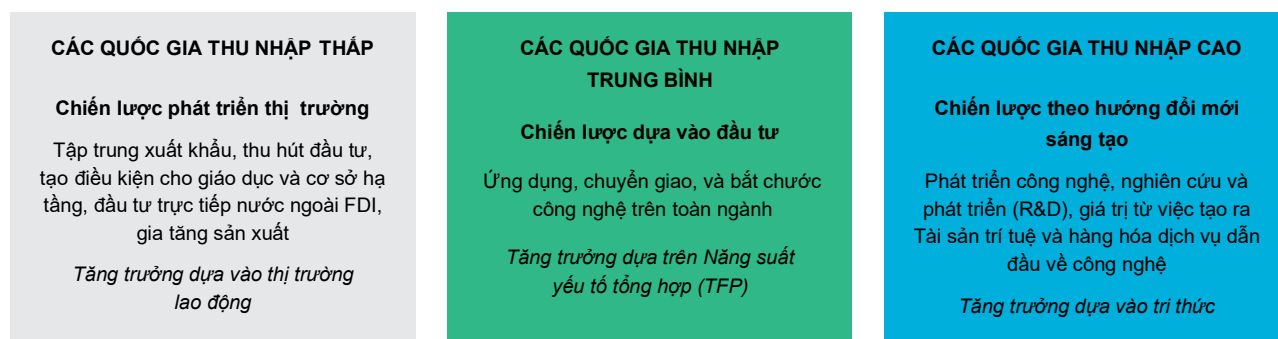 CÁC QUỐC GIA THU NHẬP THẤP
Chiến lược phát triển thị trường
Tập trung xuất khẩu, thu hút đầu tư,
tạo điều kiện cho giáo dục và cơ sở hạ
tầng, đầu tư trực tiếp nước ngoài FDI,
gia tăng sản xuất
Tăng trưởng dựa vào thị trường
lao động
CÁC QUỐC GIA THU NHẬP
TRUNG BÌNH
Chiến lược dựa vào đầu tư
Ứng dụng, chuyển giao, và bắt chước
công nghệ trên toàn ngành
Tăng trưởng dựa trên Năng suất
yếu tố tổng hợp (TFP)
CÁC QUỐC GIA THU NHẬP CAO
Chiến lược theo hướng đổi mới
sáng tạo
Phát triển công nghệ, nghiên cứu và
phát triển (R&D), giá trị từ việc tạo ra
Tài sản trí tuệ và hàng hóa dịch vụ dẫn
đầu về công nghệ
Tăng trưởng dựa vào tri thức